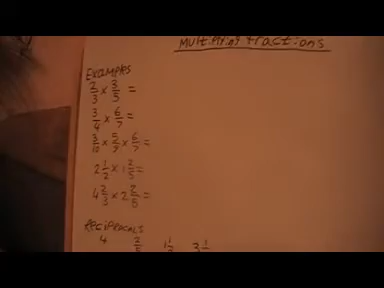 Multiplying fractions
EXAMPLES
2/3 × 3/5 =
3/4 × 6/7 =
3/10 × 5/9 × 6/7 =
2 1/2 × 1 2/5 =
4 2/3 × 2 2/5 =
RECIPROCALS
4